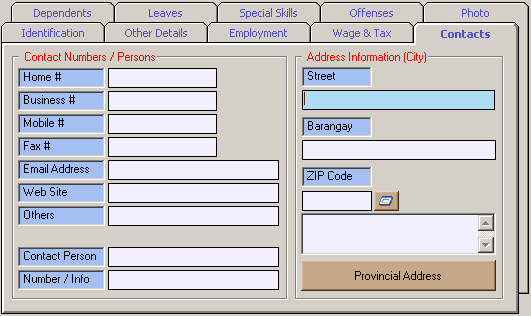 Dependents Leaves Special Skills Offenses Photo
Identification Other Details Employment Wage & Tax Contacts
Contact Numbers / Persons
Home #
Business #
Mobile #
Fax #
Email Address
Web Site
Others
Contact Person
Number / Info
Address Information (City)
Street
Barangay
ZIP Code
Provincial Address